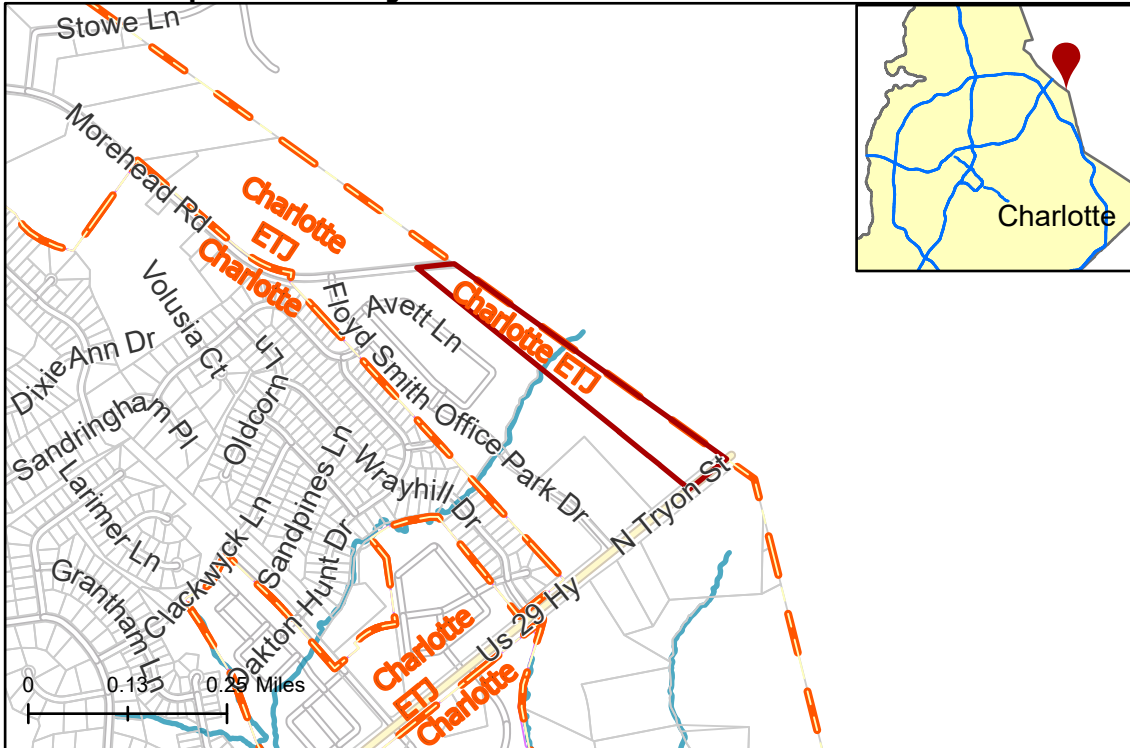 Stowe Ln
Morehead Rd
Charlotte
ETJ
Charlotte
Charlotte
Volusia Ct
Floyd Smith Office Park Dr
Avett Ln
Charlotte ETJ
Dixie Ann Dr
Ln
Oldcorn
Sandringham Pl
Larimer Ln
Sandpines Ln
Wrayhill Dr
N Tryon St
Clackwyck Ln
Grantham Ln
Oakton Hunt Dr
Us 29 Hy
Charlotte
ETJ
Charlotte
0 0.13 0.25 Miles